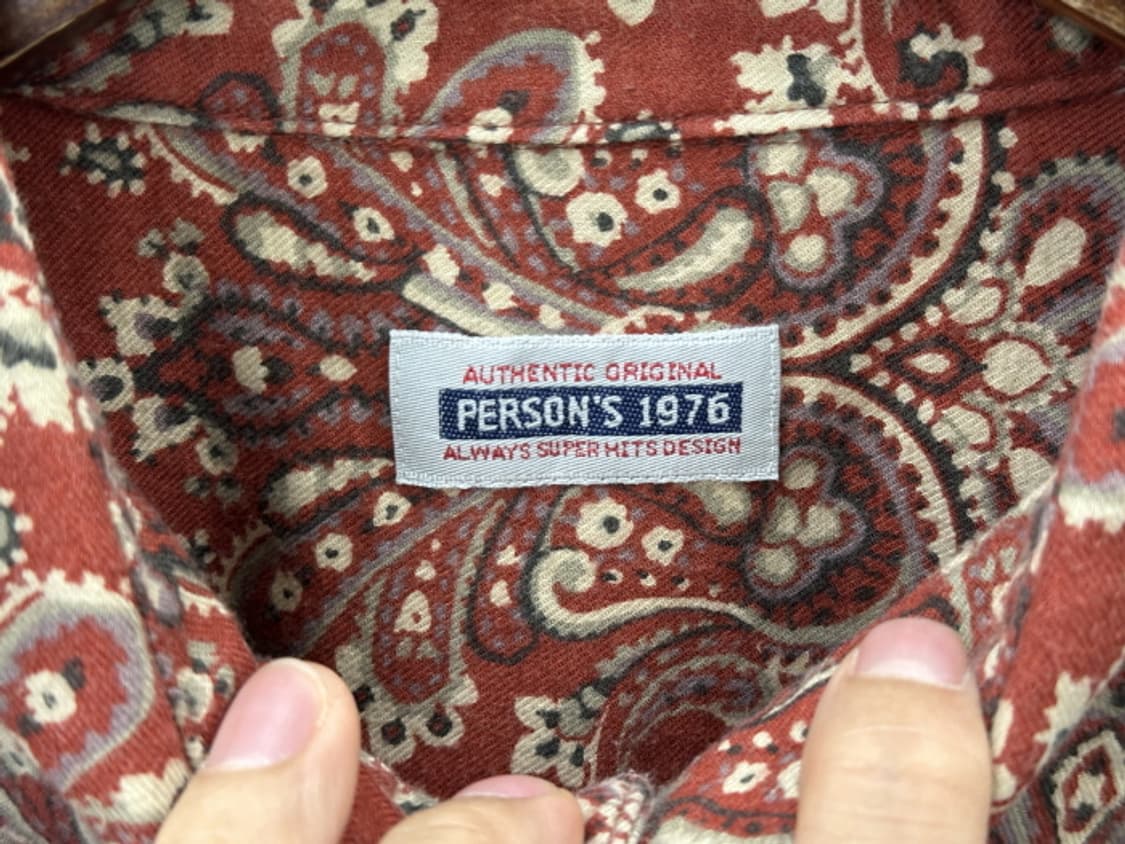 AUTHENTIC ORIGINAL
PERSON'S 1976
ALWAYS SUPER HITS DESIGN